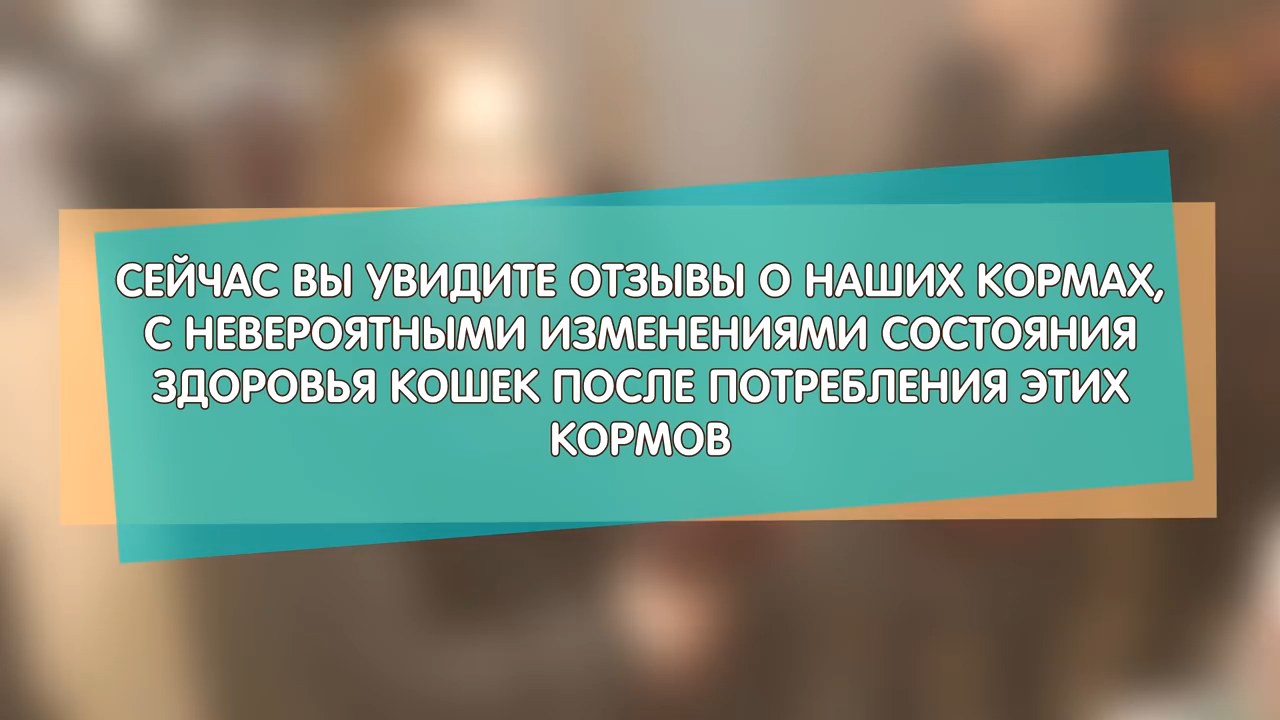 СЕЙЧАС ВЫ УВИДИТЕ ОТЗЫВЫ О НАШИХ КОРМАХ,
С НЕВЕРОЯТНЫМИ ИЗМЕНЕНИЯМИ СОСТОЯНИЯ
ЗДОРОВЬЯ КОШЕК ПОСЛЕ ПОТРЕБЛЕНИЯ ЭТИХ
КОРМОВ